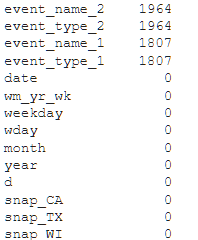 event_name_2 1964
event_type_2 1964
event_name_1 1807
event_type_1 1807
date 0
wm_yr_wk 0
weekday 0
wday 0
month 0
year 0
d 0
snap_CA 0
snap_TX 0
snap_WI 0